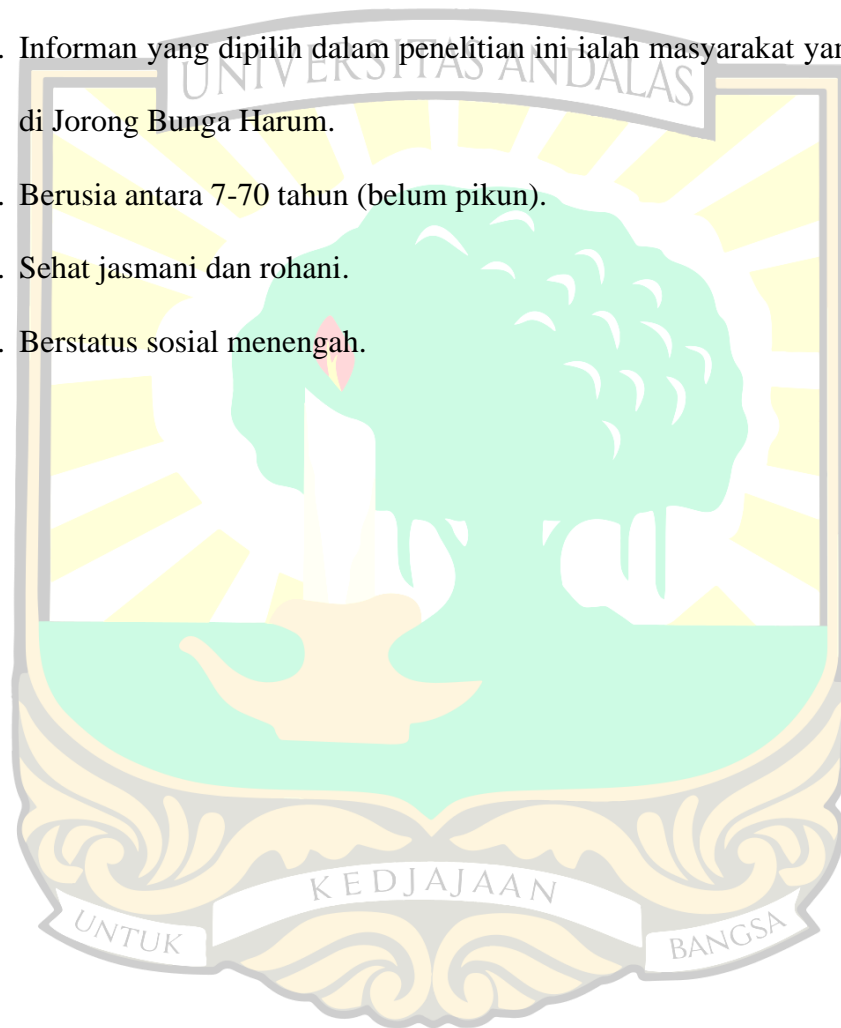 . Informan yang dipilih dalam penelitian ini ialah masyarakat yan
UNIVERSITAS ANDALAS
di Jorong Bunga Harum.
. Berusia antara 7-70 tahun (belum pikun).
. Sehat jasmani dan rohani.
. Berstatus sosial menengah.
KEDJAJAAN
UNTUK
BANGSA